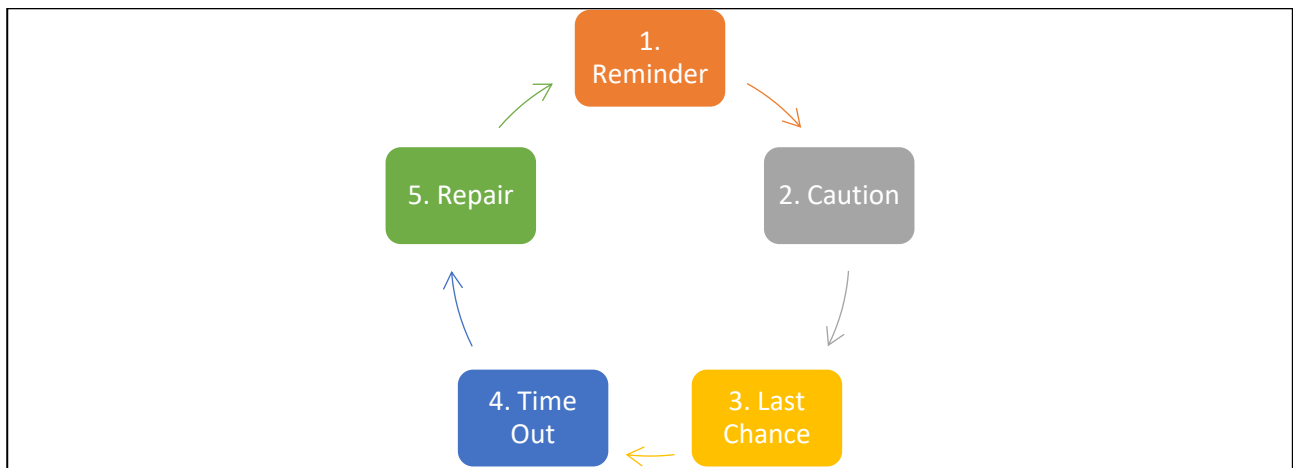 1.
Reminder
2. Caution
3. Last
Chance
4. Time
Out
5. Repair